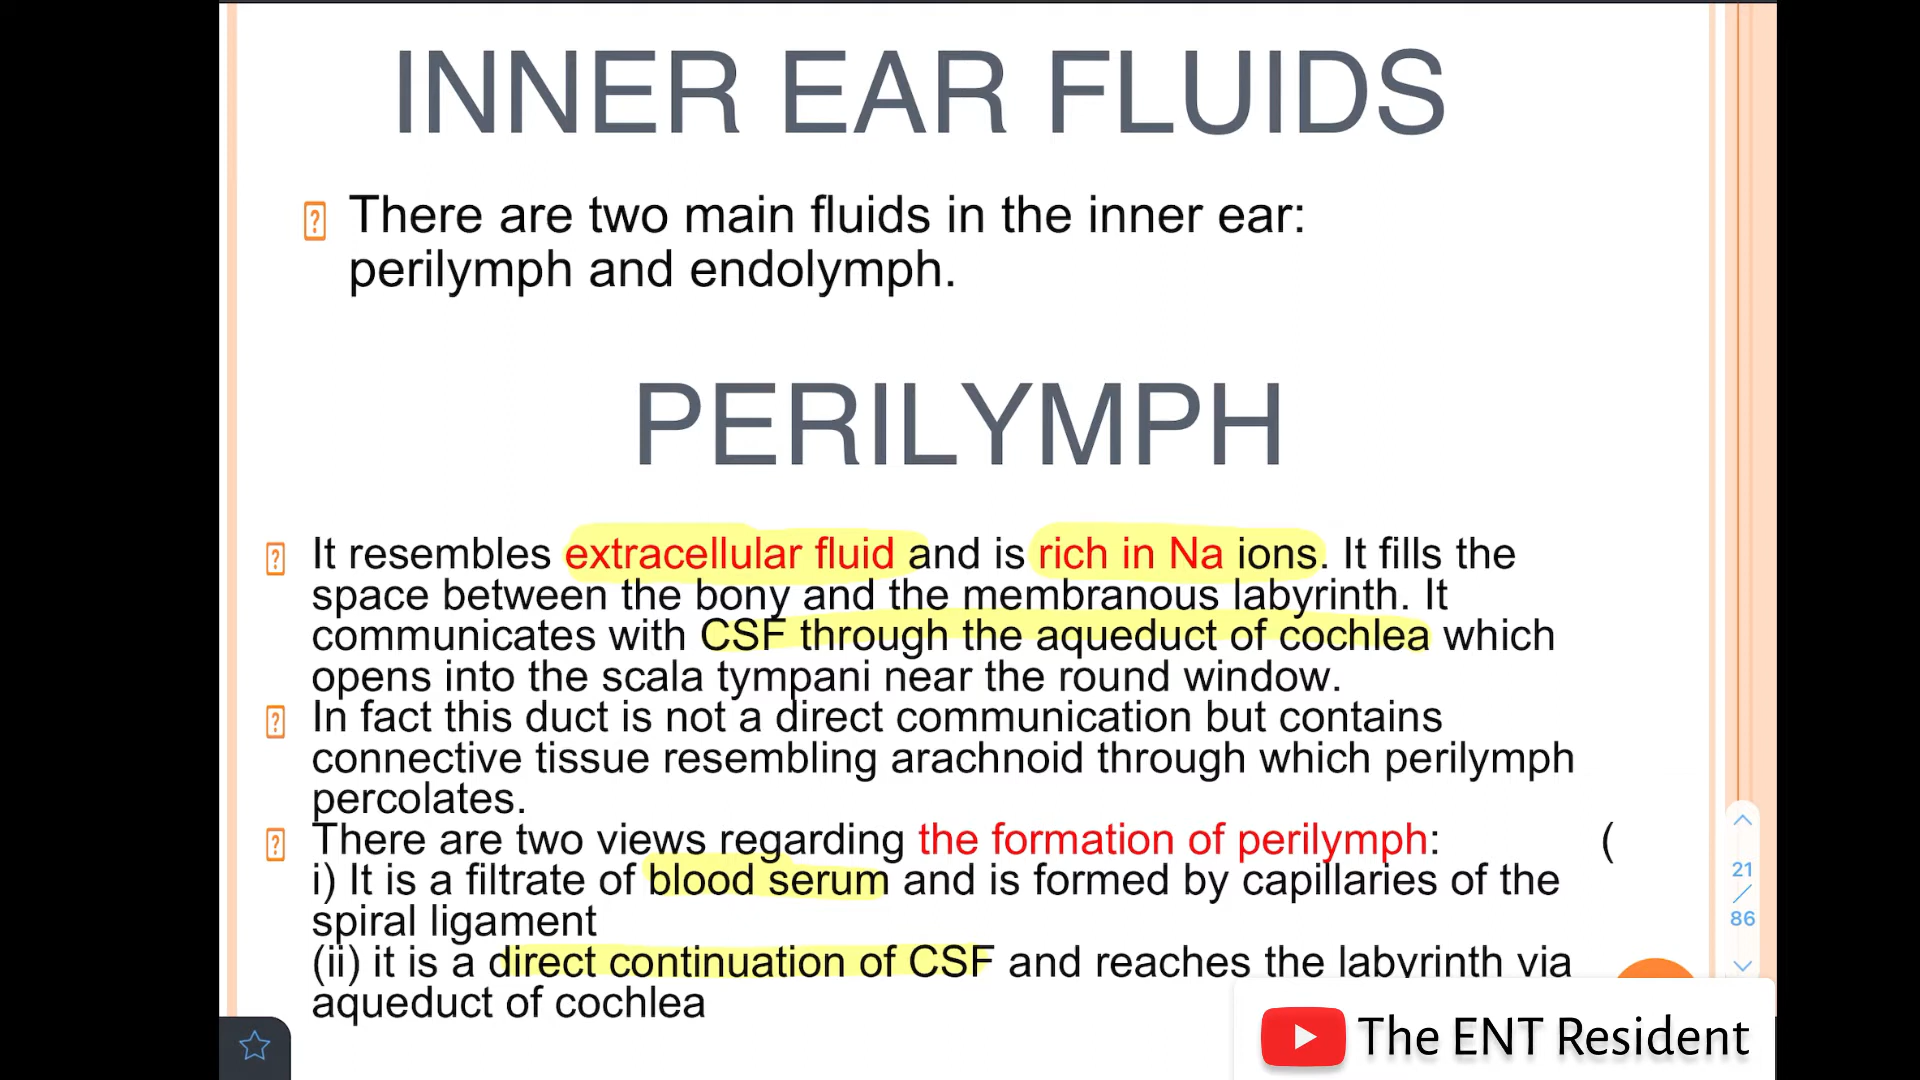 INNER EAR FLUIDS
There are two main fluids in the inner ear:
perilymph and endolymph.
PERILYMPH
It resembles extracellular fluid and is rich in Na ions. It fills the
space between the bony and the membranous labyrinth. It
communicates with CSF through the aqueduct of cochlea which
opens into the scala tympani near the round window.
In fact this duct is not a direct communication but contains
connective tissue resembling arachnoid through which perilymph
percolates.
There are two views regarding the formation of perilymph: (
i) It is a filtrate of blood serum and is formed by capillaries of the
spiral ligament
(ii) it is a direct continuation of CSF and reaches the labyrinth via
aqueduct of cochlea
21
/
86
The ENT Resident